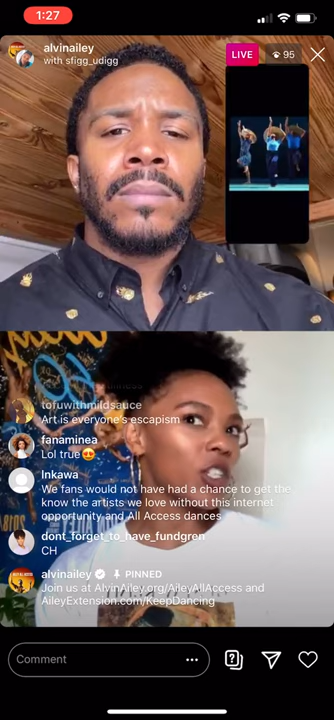 1:27
alvinailey
with sfigg_udigg
LIVE
95
tofuwithmildsauce
Art is everyone's escapism
fanaminea
Lol true😍
lnkawa
We fans would not have had a chance to get the
know the artists we love without this internet
opportunity and All Access dances
dont_forget_to_have_fundgren
CH
alvinailey PINNED
Join us at AlvinAiley.org/AileyAllAccess and
AileyExtension.com/KeepDancing
Comment